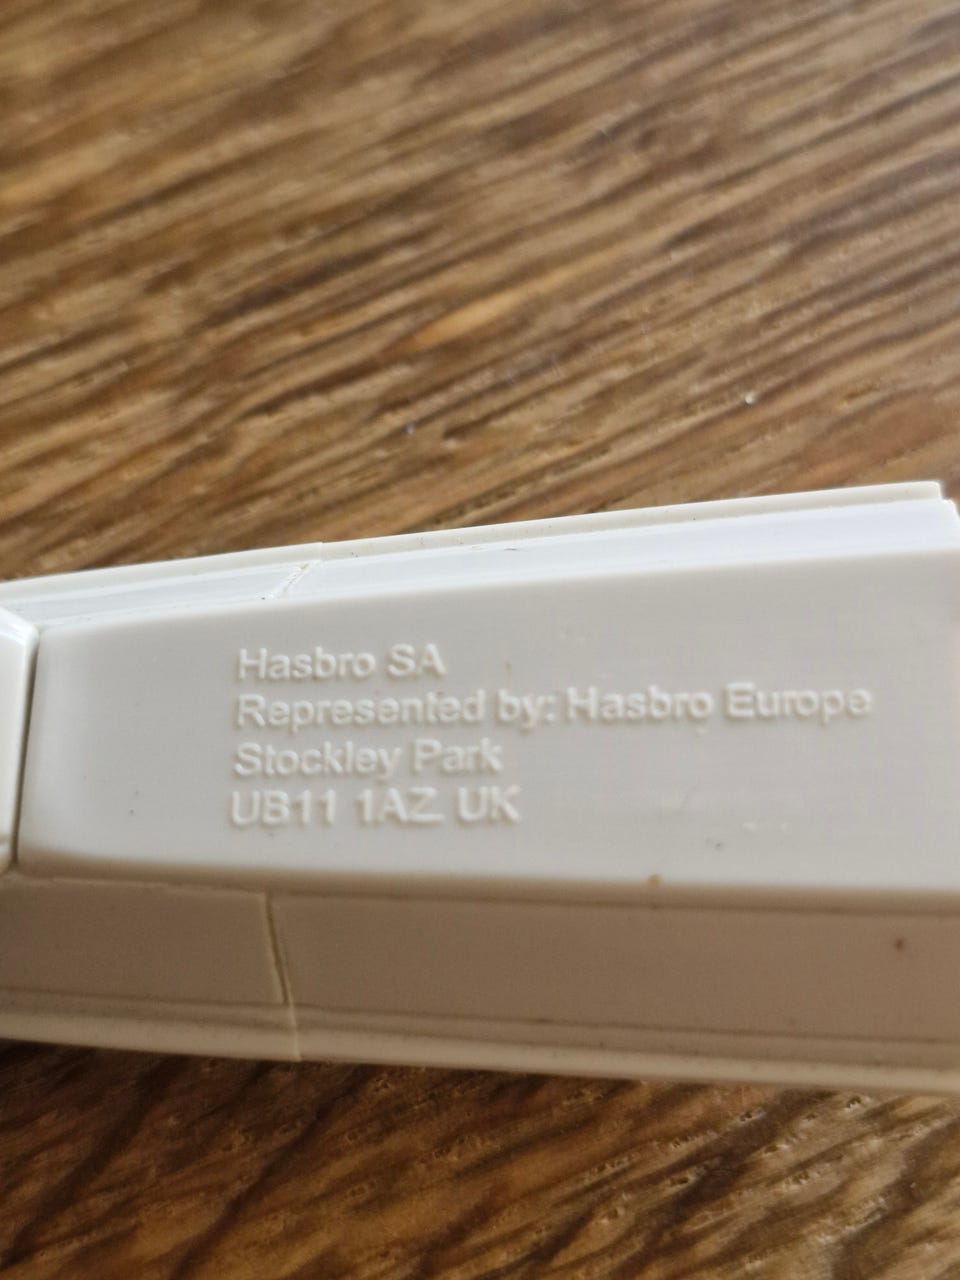 Hasbro SA
Represented by: Hasbro Europe
Stockley Park
UB11 1AZ UK